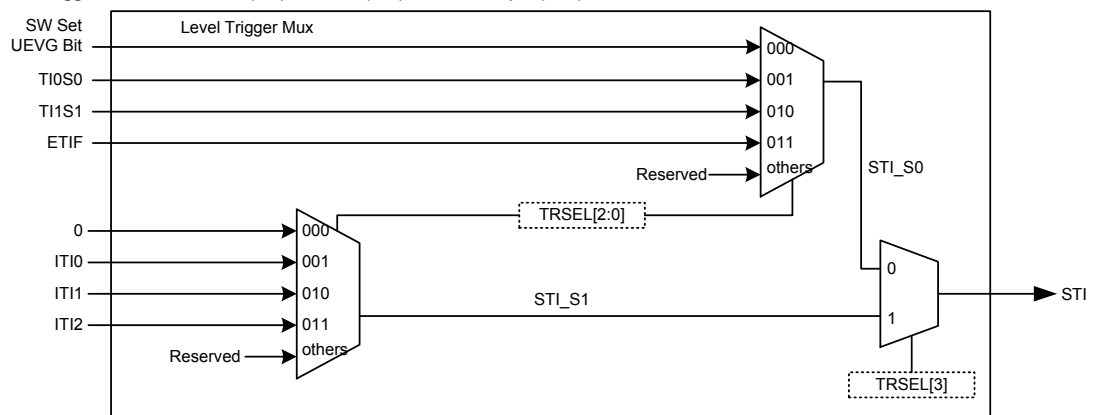 SW Set
UEVG Bit
Level Trigger Mux
000
TI0S0
001
TI1S1
010
ETIF
011
Reserved
others
STI_S0
TRSEL[2:0]
0
000
ITI0
001
0
ITI1
010
STI_S1
STI
ITI2
011
1
Reserved
others
TRSEL[3]